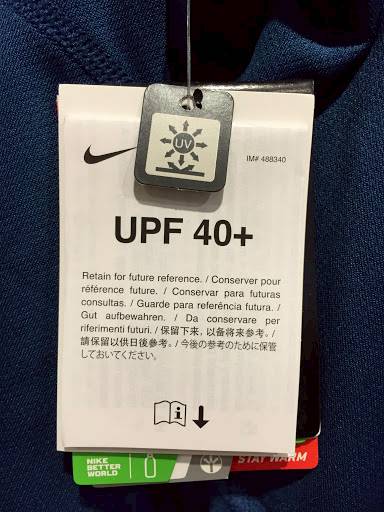 UV
IM# 488340
UPF 40+
Retain for future reference. / Conserver pour
référence future. / Conservar para futuras
consultas. / Guarde para referência futura. /
Gut aufbewahren. / Da conservare per
riferimenti futuri. / 保留下来，以备将来参考。/
請保留以供日後參考。/ 今後の参考のために保管
しておいてください。
NIKE
BETTER
WORLD
STAY WARM